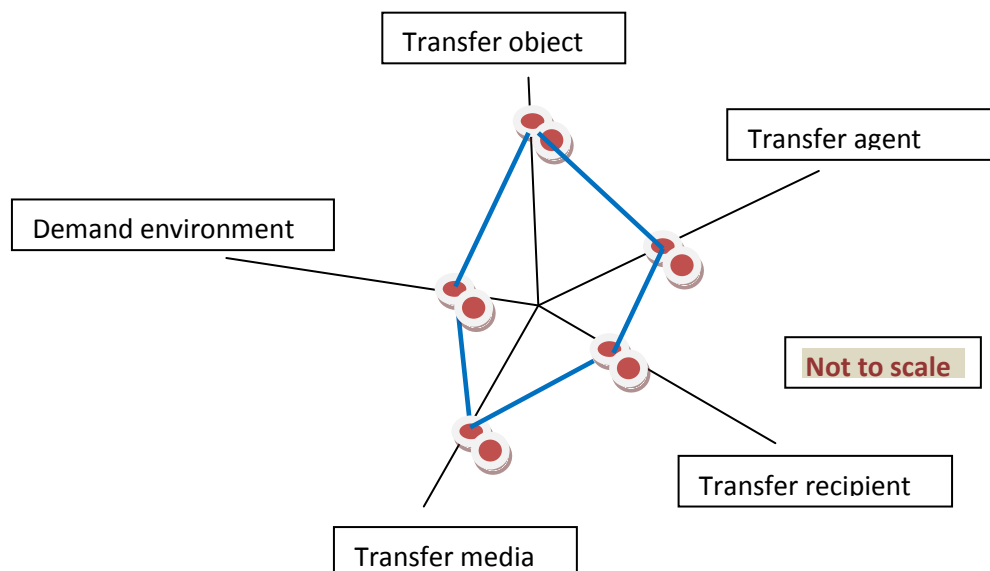 Transfer object
Transfer agent
Demand environment
Not to scale
Transfer recipient
Transfer media